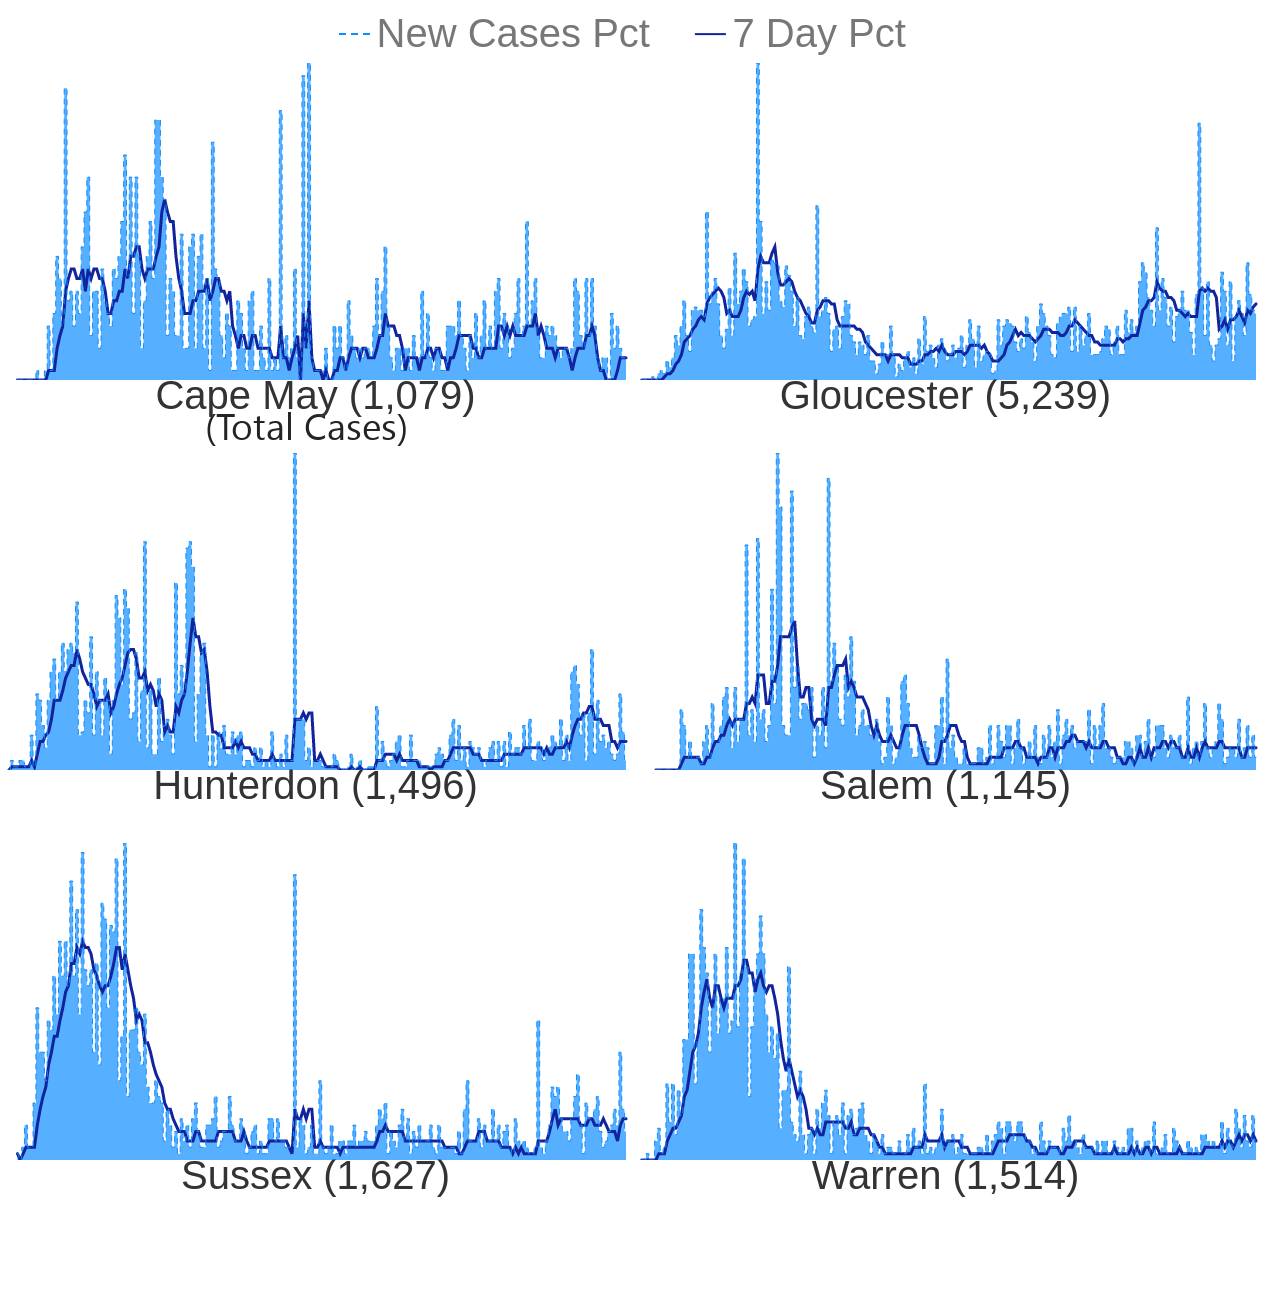 New Cases Pct 7 Day Pct
Cape May (1,079) Gloucester (5,239)
(Total Cases)
Hunterdon (1,496) Salem (1,145)
Sussex (1,627) Warren (1,514)